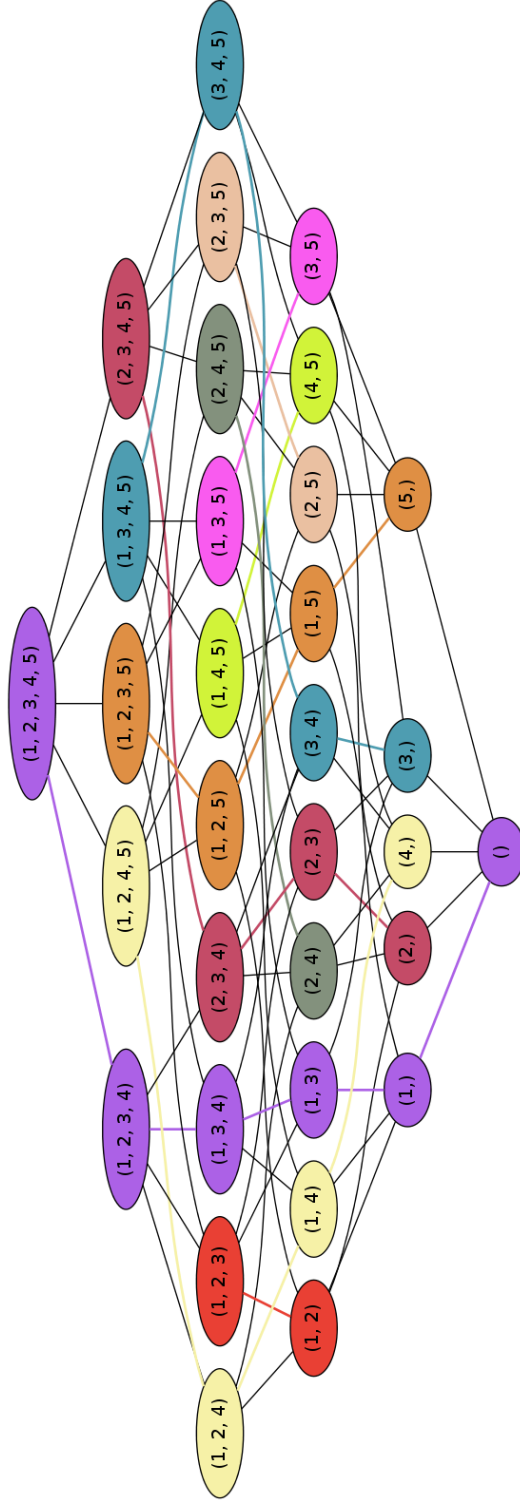 (1, 2, 3, 4, 5)
(1, 2, 3, 4)
(1, 2, 4, 5)
(1, 2, 3, 5)
(1, 3, 4, 5)
(2, 3, 4, 5)
(1, 2, 4)
(1, 2, 3)
(1, 3, 4)
(2, 3, 4)
(1, 2, 5)
(1, 4, 5)
(1, 3, 5)
(2, 4, 5)
(2, 3, 5)
(3, 4, 5)
(1, 2)
(1, 4)
(1, 3)
(2, 4)
(2, 3)
(3, 4)
(1, 5)
(2, 5)
(4, 5)
(3, 5)
(1,)
(2,)
(4,)
(3,)
(5,)
()